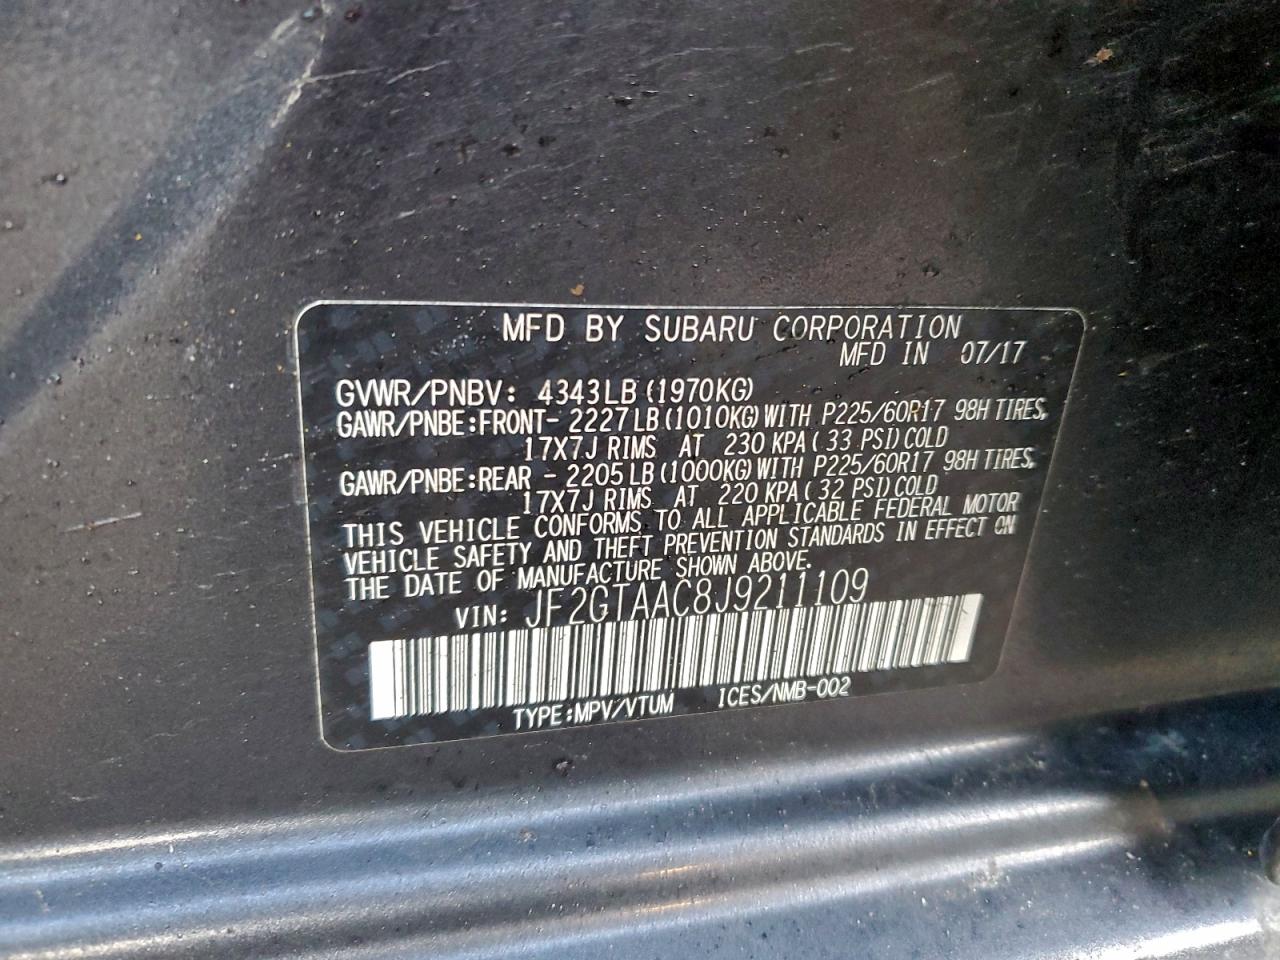 MFD BY SUBARU CORPORATION
MFD IN 07/17
GVWR/PNBV: 4343LB (1970KG)
GAWR/PNBE:FRONT- 2227LB (1010KG) WITH P225/60R17 98H TIRES,
17X7J RIMS AT 230 KPA ( 33 PSI) COLD
GAWR/PNBE:REAR - 2205LB (1000KG) WITH P225/60R17 98H TIRES,
17X7J RIMS AT 220 KPA ( 32 PSI) COLD
THIS VEHICLE CONFORMS TO ALL APPLICABLE FEDERAL MOTOR
VEHICLE SAFETY AND THEFT PREVENTION STANDARDS IN EFFECT ON
THE DATE OF MANUFACTURE SHOWN ABOVE.
VIN: JF2GTAAC8J9211109
TYPE:MPV/VTUM ICES/NMB-002